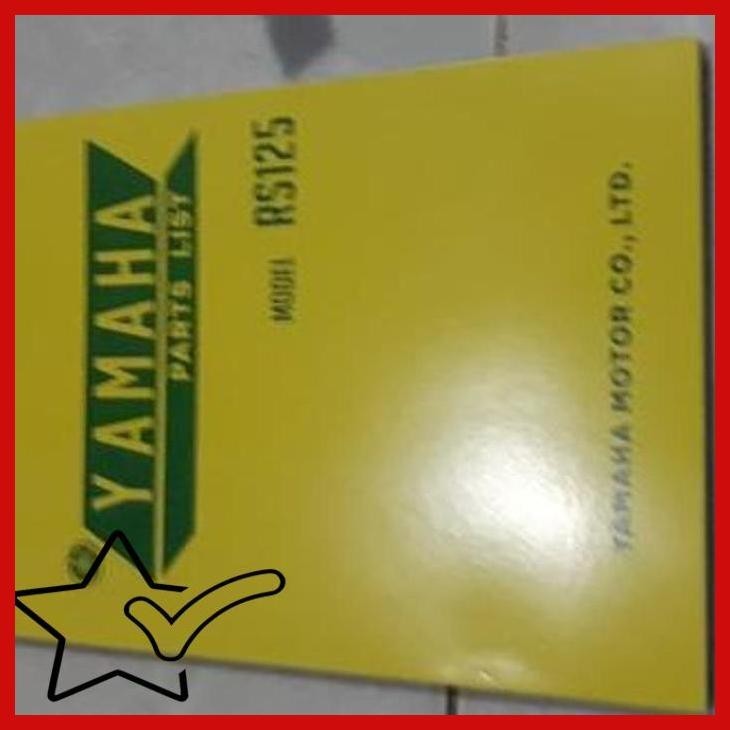 YAMAHA
PARTS LIST
MODEL RS125
YAMAHA MOTOR CO., LTD.